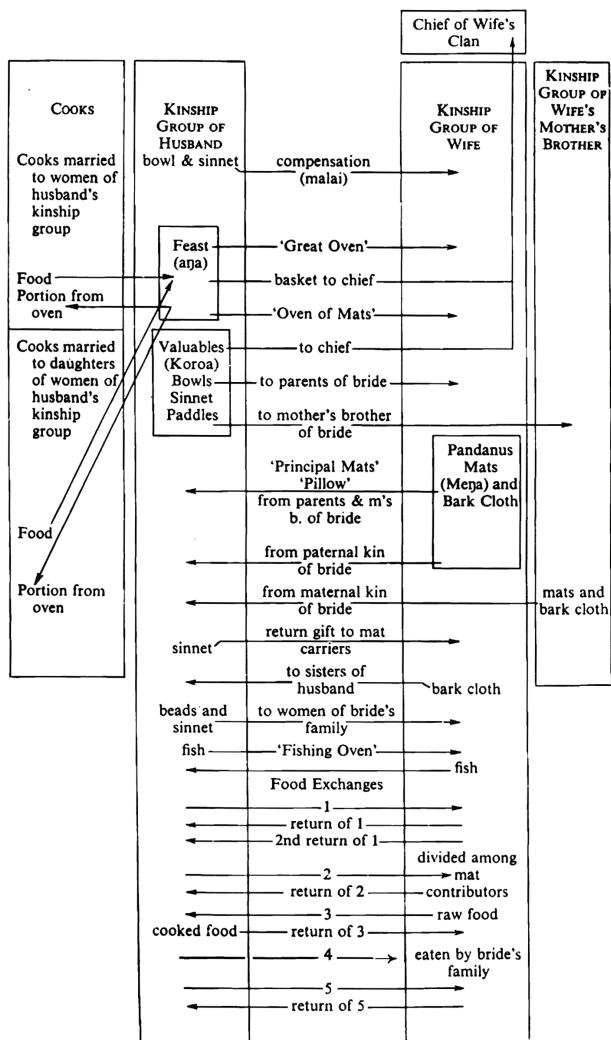 Chief of Wife's
Clan
COOKS
KINSHIP
GROUP OF
HUSBAND
KINSHIP
GROUP OF
WIFE
KINSHIP
GROUP OF
WIFE'S
MOTHER'S
BROTHER
Cooks married
to women of
husband's
kinship
group
bowl & sinnet
compensation
(malai)
Feast
(aŋa)
'Great Oven'
basket to chief
'Oven of Mats'
Food
Portion from
oven
Cooks married
to daughters
of women of
husband's
kinship
group
Valuables
(Koroa)
Bowls
Sinnet
Paddles
to chief
to parents of bride
to mother's brother
of bride
'Principal Mats'
'Pillow'
from parents & m's
b. of bride
Pandanus
Mats
(Meŋa) and
Bark Cloth
Food
from paternal kin
of bride
Portion from
oven
from maternal kin
of bride
mats and
bark cloth
sinnet
return gift to mat
carriers
to sisters of
husband
bark cloth
beads and
sinnet
to women of bride's
family
fish
'Fishing Oven'
fish
Food Exchanges
1
return of 1
2nd return of 1
2
divided among
mat
contributors
return of 2
3
raw food
cooked food
return of 3
4
eaten by bride's
family
5
return of 5